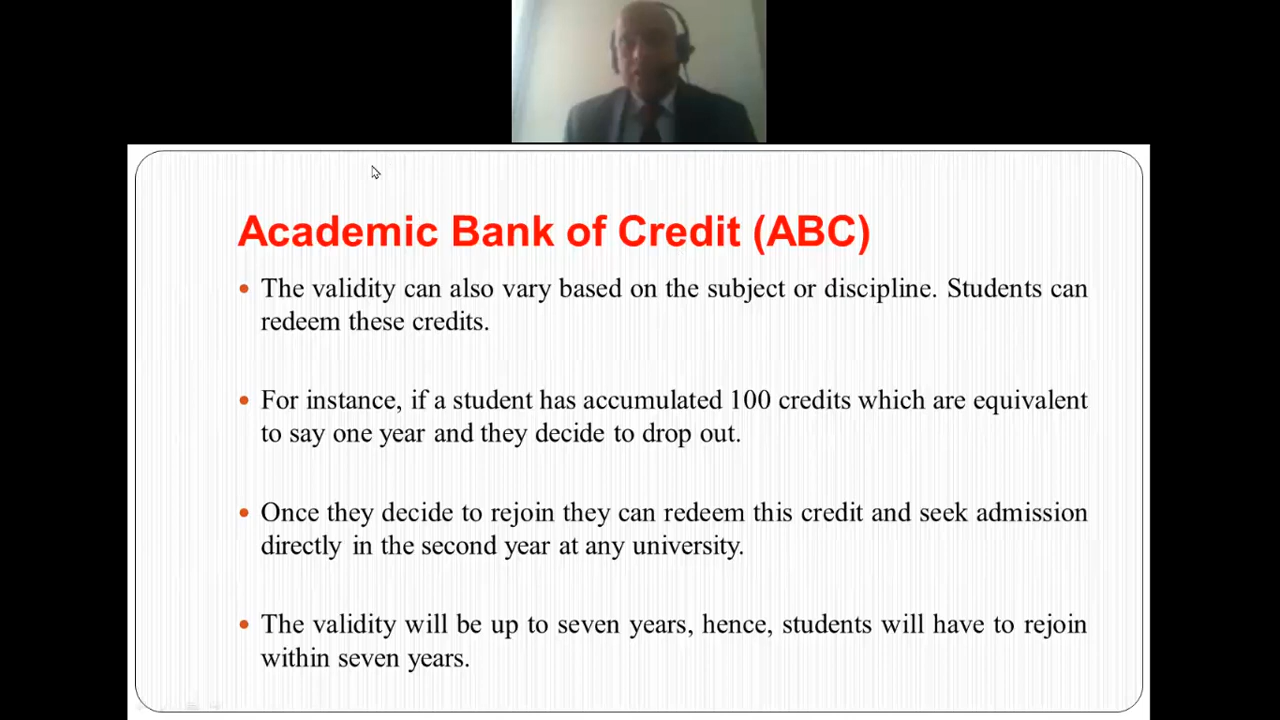 Academic Bank of Credit (ABC)
• The validity can also vary based on the subject or discipline. Students can
redeem these credits.
• For instance, if a student has accumulated 100 credits which are equivalent
to say one year and they decide to drop out.
• Once they decide to rejoin they can redeem this credit and seek admission
directly in the second year at any university.
• The validity will be up to seven years, hence, students will have to rejoin
within seven years.